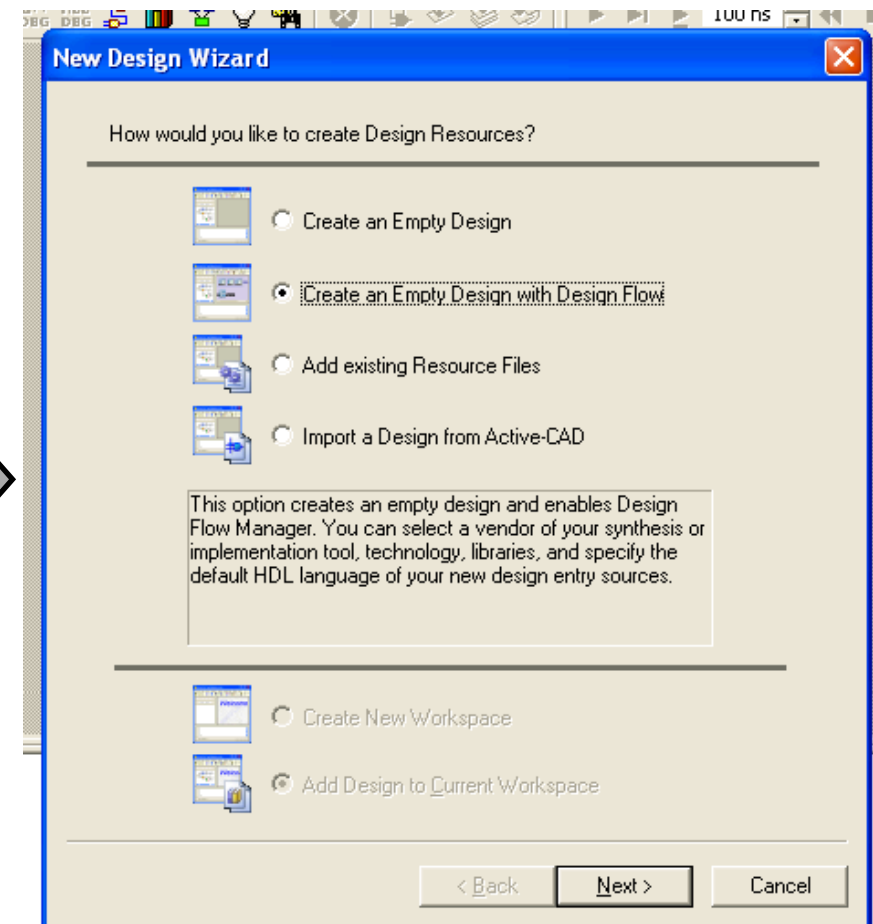 DBG DBG
100 ns
New Design Wizard
How would you like to create Design Resources?
Create an Empty Design
Create an Empty Design with Design Flow
Add existing Resource Files
Import a Design from Active-CAD
This option creates an empty design and enables Design
Flow Manager. You can select a vendor of your synthesis or
implementation tool, technology, libraries, and specify the
default HDL language of your new design entry sources.
Create New Workspace
Add Design to Current Workspace
< Back
Next >
Cancel